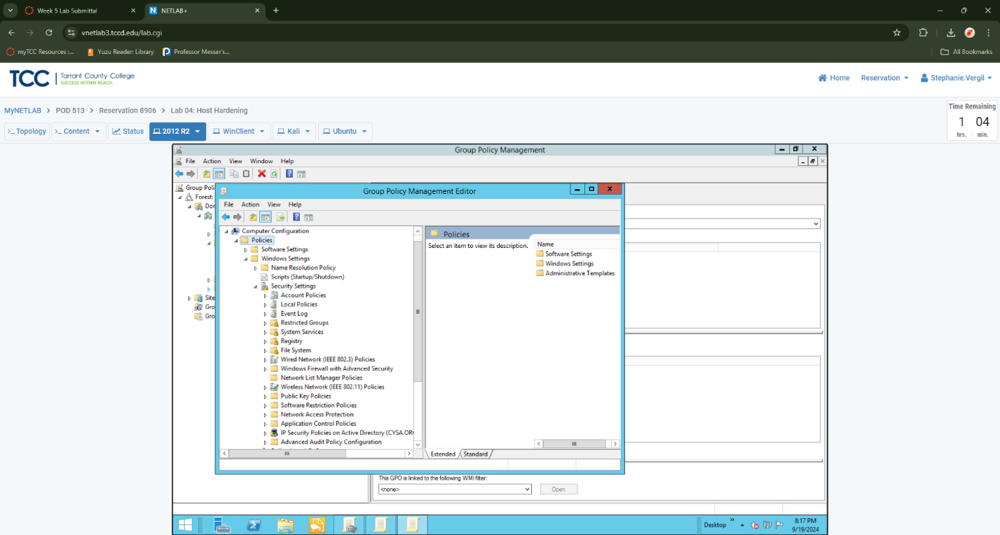 Week 5 Lab Submittal
NETLAB+
vnetlab3.tccd.edu/lab.cgi
myTCC Resources :...
Yuzu Reader: Library
Professor Messer's...
All Bookmarks
TCC
Tarrant County College
SUCCESS WITHIN REACH.
Home
Reservation
Stephanie.Vergil
MyNETLAB > POD 513 > Reservation 8906 > Lab 04: Host Hardening
Time Remaining
1 04
hrs. min.
>_ Topology
>_ Content
Status
2012 R2
WinClient
Kali
Ubuntu
Group Policy Management
File Action View Window Help
Group Poli
Forest:
Dor
Site
Gro
Gro
Group Policy Management Editor
File Action View Help
Computer Configuration
Policies
Software Settings
Windows Settings
Name Resolution Policy
Scripts (Startup/Shutdown)
Security Settings
Account Policies
Local Policies
Event Log
Restricted Groups
System Services
Registry
File System
Wired Network (IEEE 802.3) Policies
Windows Firewall with Advanced Security
Network List Manager Policies
Wireless Network (IEEE 802.11) Policies
Public Key Policies
Software Restriction Policies
Network Access Protection
Application Control Policies
IP Security Policies on Active Directory (CYSA.OR
Advanced Audit Policy Configuration
Policies
Select an item to view its description.
Name
Software Settings
Windows Settings
Administrative Templates
Extended
Standard
This GPO is linked to the following WMI filter:
<none>
Open
Desktop
8:17 PM
9/19/2024